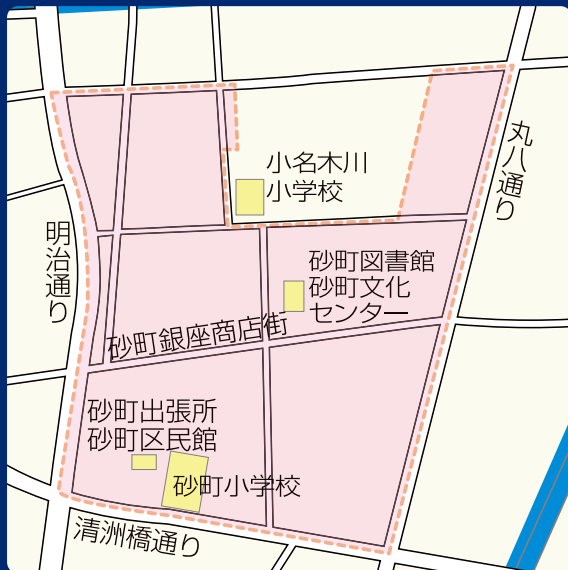 丸八通り
小名木川
小学校
明治通り
砂町図書館
砂町文化
センター
砂町銀座商店街
砂町出張所
砂町区民館
砂町小学校
清洲橋通り